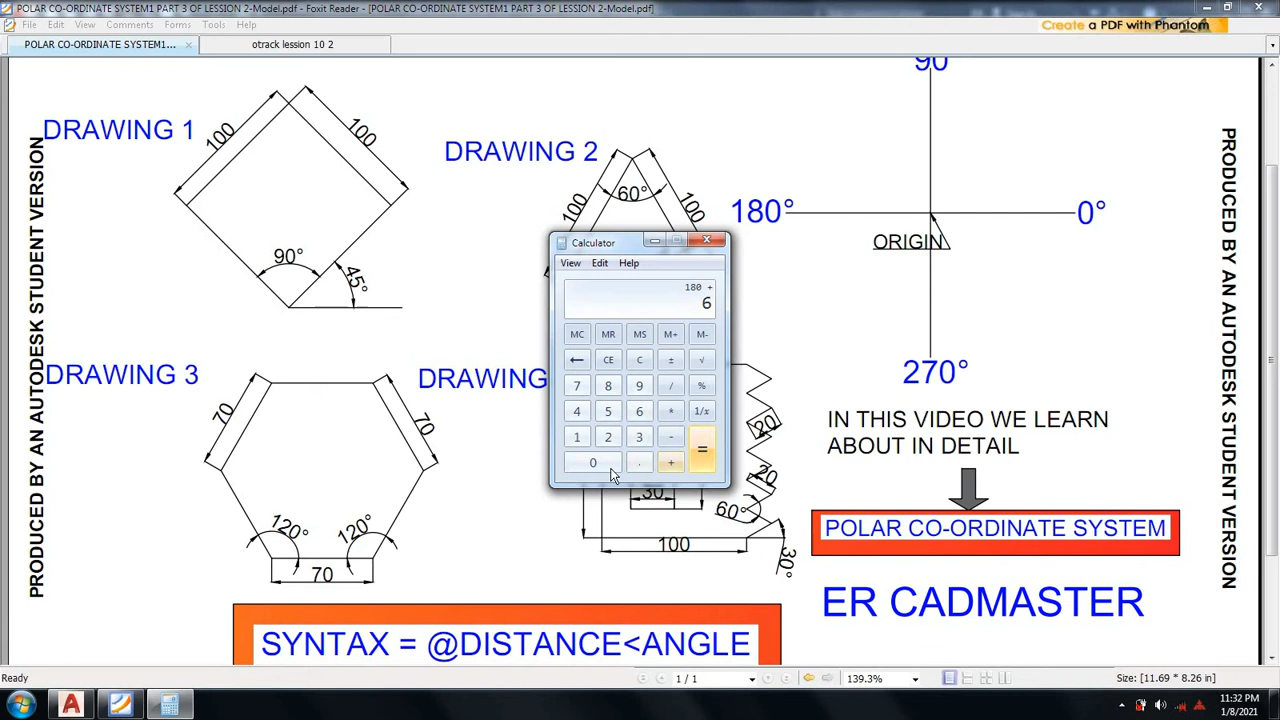 POLAR CO-ORDINATE SYSTEM1 PART 3 OF LESSION 2-Model.pdf - Foxit Reader - [POLAR CO-ORDINATE SYSTEM1 PART 3 OF LESSION 2-Model.pdf]
File Edit View Comments Forms Tools Help
Create a PDF with Phantom
POLAR CO-ORDINATE SYSTEM1...
otrack lession 10 2
PRODUCED BY AN AUTODESK STUDENT VERSION
DRAWING 1
100
100
90°
45°
DRAWING 2
100
60°
100
90
180°
0°
ORIGIN
270°
Calculator
View Edit Help
180 +
6
MC MR MS M+ M-
← CE C ± √
7 8 9 / %
4 5 6 * 1/x
1 2 3 - =
0 . +
DRAWING 3
70
70
120°
120°
70
DRAWING
20
20
30
60°
100
30°
IN THIS VIDEO WE LEARN
ABOUT IN DETAIL
POLAR CO-ORDINATE SYSTEM
ER CADMASTER
SYNTAX = @DISTANCE<ANGLE
PRODUCED BY AN AUTODESK STUDENT VERSION
Ready
1 / 1
139.3%
Size: [11.69 * 8.26 in]
11:32 PM
1/8/2021